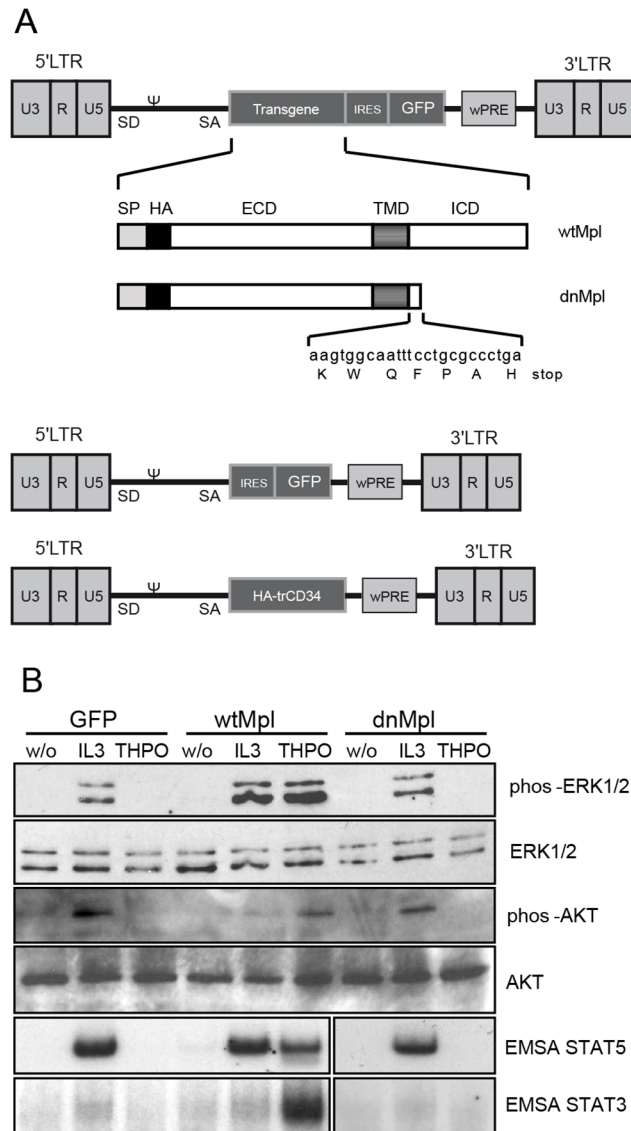 A
5'LTR 3'LTR
U3 R U5 Ψ SD SA Transgene IRES GFP wPRE U3 R U5
SP HA ECD TMD ICD
wtMpl
dnMpl
aagtggcaatttcctgcgccctga
K W Q F P A H stop
5'LTR 3'LTR
U3 R U5 Ψ SD SA IRES GFP wPRE U3 R U5
5'LTR 3'LTR
U3 R U5 Ψ SD SA HA-trCD34 wPRE U3 R U5
B
GFP wtMpl dnMpl
w/o IL3 THPO w/o IL3 THPO w/o IL3 THPO
phos-ERK1/2
ERK1/2
phos-AKT
AKT
EMSA STAT5
EMSA STAT3